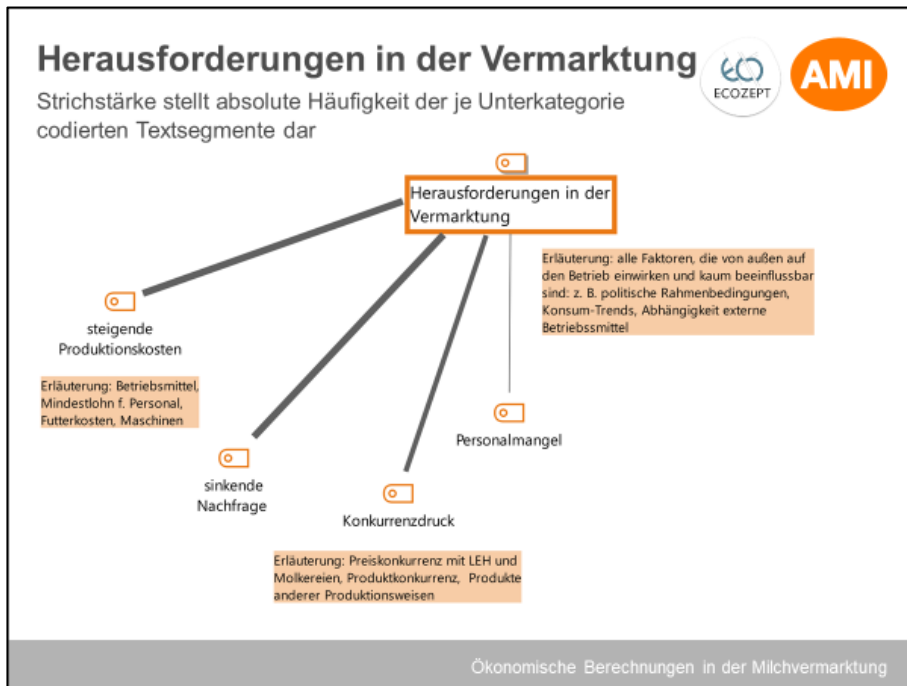 Herausforderungen in der Vermarktung
ECOZEPT
AMI
Strichstärke stellt absolute Häufigkeit der je Unterkategorie
codierten Textsegmente dar
Herausforderungen in der
Vermarktung
Erläuterung: alle Faktoren, die von außen auf
den Betrieb einwirken und kaum beeinflussbar
sind: z. B. politische Rahmenbedingungen,
Konsum-Trends, Abhängigkeit externe
Betriebssmittel
steigende
Produktionskosten
Erläuterung: Betriebsmittel,
Mindestlohn f. Personal,
Futterkosten, Maschinen
Personalmangel
sinkende
Nachfrage
Konkurrenzdruck
Erläuterung: Preiskonkurrenz mit LEH und
Molkereien, Produktkonkurrenz, Produkte
anderer Produktionsweisen
Ökonomische Berechnungen in der Milchvermarktung